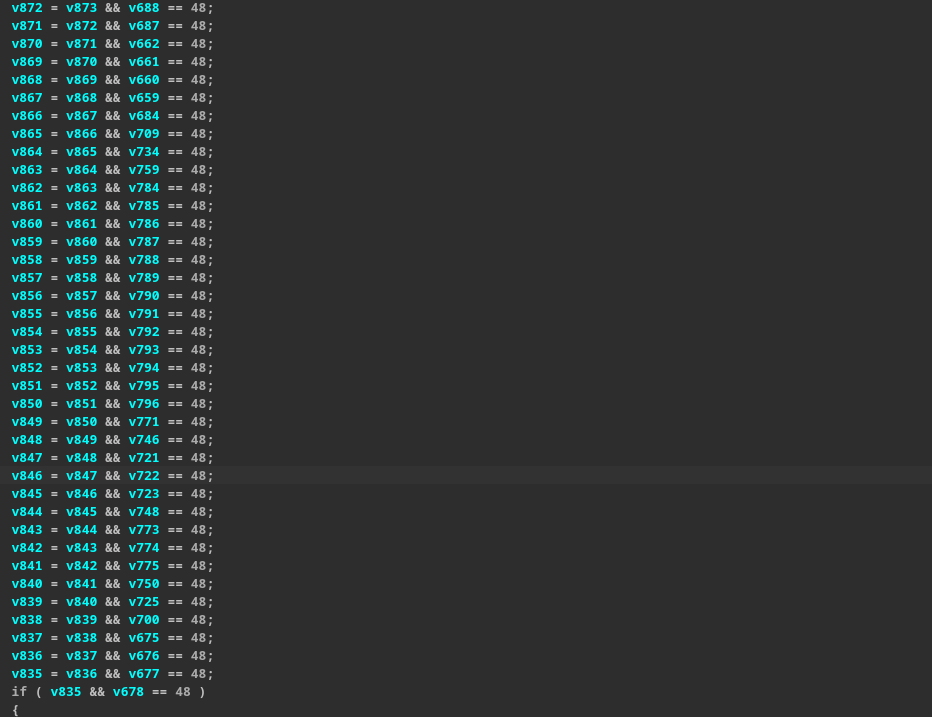 v872 = v873 && v688 == 48;
v871 = v872 && v687 == 48;
v870 = v871 && v662 == 48;
v869 = v870 && v661 == 48;
v868 = v869 && v660 == 48;
v867 = v868 && v659 == 48;
v866 = v867 && v684 == 48;
v865 = v866 && v709 == 48;
v864 = v865 && v734 == 48;
v863 = v864 && v759 == 48;
v862 = v863 && v784 == 48;
v861 = v862 && v785 == 48;
v860 = v861 && v786 == 48;
v859 = v860 && v787 == 48;
v858 = v859 && v788 == 48;
v857 = v858 && v789 == 48;
v856 = v857 && v790 == 48;
v855 = v856 && v791 == 48;
v854 = v855 && v792 == 48;
v853 = v854 && v793 == 48;
v852 = v853 && v794 == 48;
v851 = v852 && v795 == 48;
v850 = v851 && v796 == 48;
v849 = v850 && v771 == 48;
v848 = v849 && v746 == 48;
v847 = v848 && v721 == 48;
v846 = v847 && v722 == 48;
v845 = v846 && v723 == 48;
v844 = v845 && v748 == 48;
v843 = v844 && v773 == 48;
v842 = v843 && v774 == 48;
v841 = v842 && v775 == 48;
v840 = v841 && v750 == 48;
v839 = v840 && v725 == 48;
v838 = v839 && v700 == 48;
v837 = v838 && v675 == 48;
v836 = v837 && v676 == 48;
v835 = v836 && v677 == 48;
if ( v835 && v678 == 48 )
{